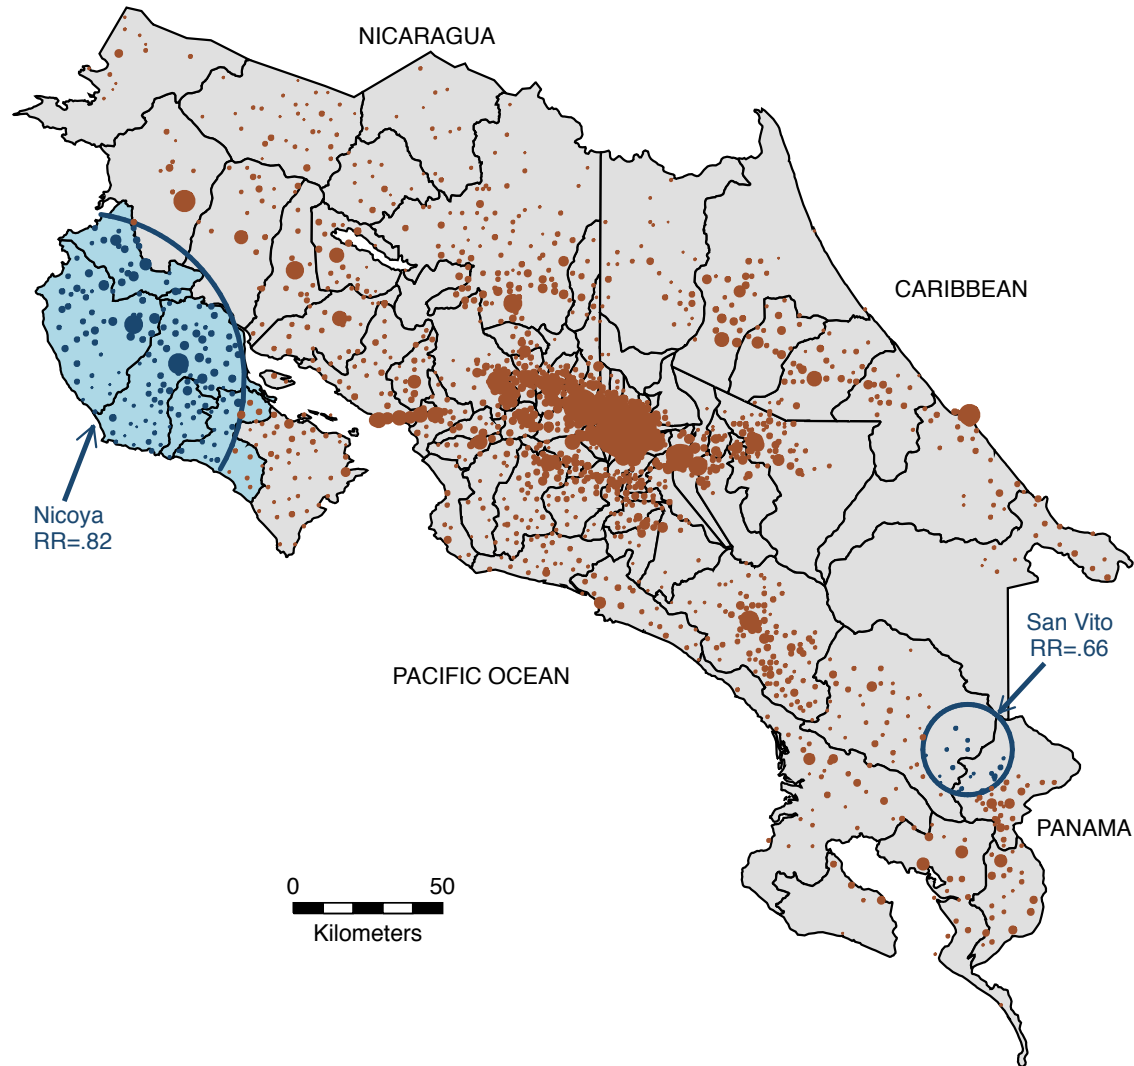 NICARAGUA
CARIBBEAN
Nicoya
RR=.82
San Vito
RR=.66
PACIFIC OCEAN
PANAMA
0 50
Kilometers